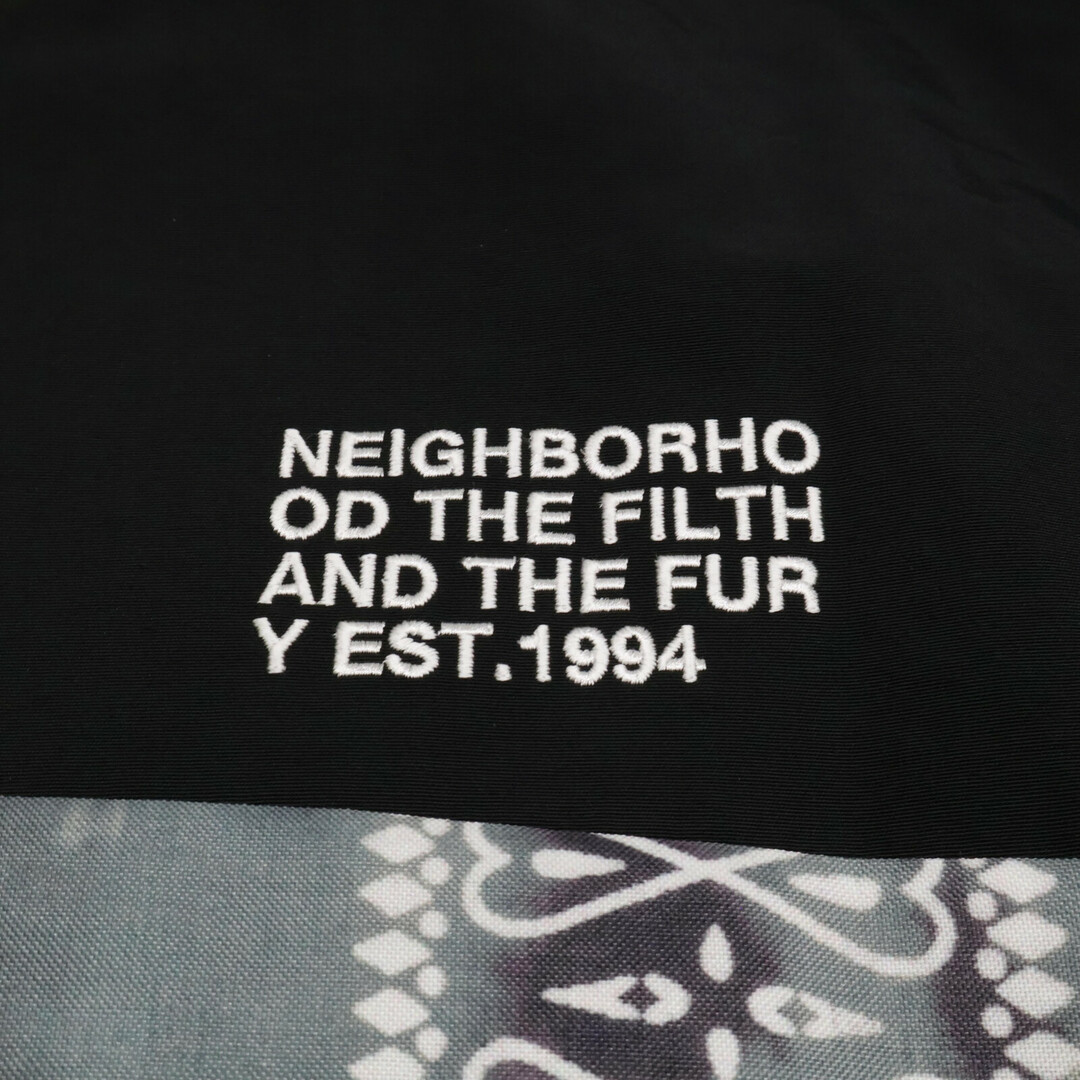 NEIGHBORHO
OD THE FILTH
AND THE FUR
Y EST.1994